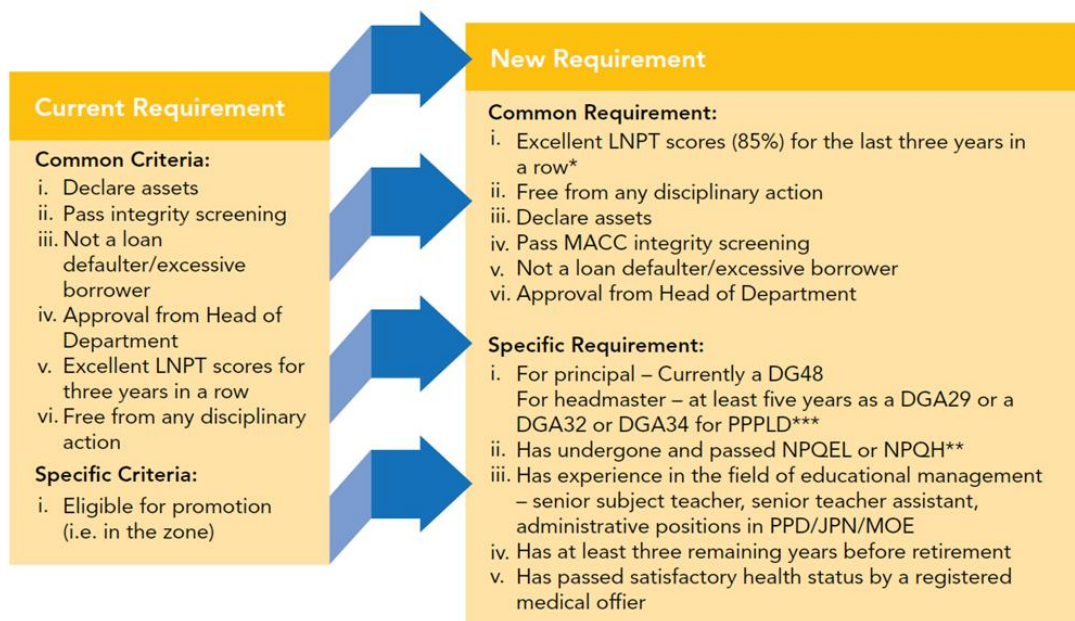 Current Requirement
Common Criteria:
i. Declare assets
ii. Pass integrity screening
iii. Not a loan
defaulter/excessive
borrower
iv. Approval from Head of
Department
v. Excellent LNPT scores for
three years in a row
vi. Free from any disciplinary
action
Specific Criteria:
i. Eligible for promotion
(i.e. in the zone)
New Requirement
Common Requirement:
i. Excellent LNPT scores (85%) for the last three years in
a row*
ii. Free from any disciplinary action
iii. Declare assets
iv. Pass MACC integrity screening
v. Not a loan defaulter/excessive borrower
vi. Approval from Head of Department
Specific Requirement:
i. For principal – Currently a DG48
For headmaster – at least five years as a DGA29 or a
DGA32 or DGA34 for PPPLD***
ii. Has undergone and passed NPQEL or NPQH**
iii. Has experience in the field of educational management
– senior subject teacher, senior teacher assistant,
administrative positions in PPD/JPN/MOE
iv. Has at least three remaining years before retirement
v. Has passed satisfactory health status by a registered
medical offier